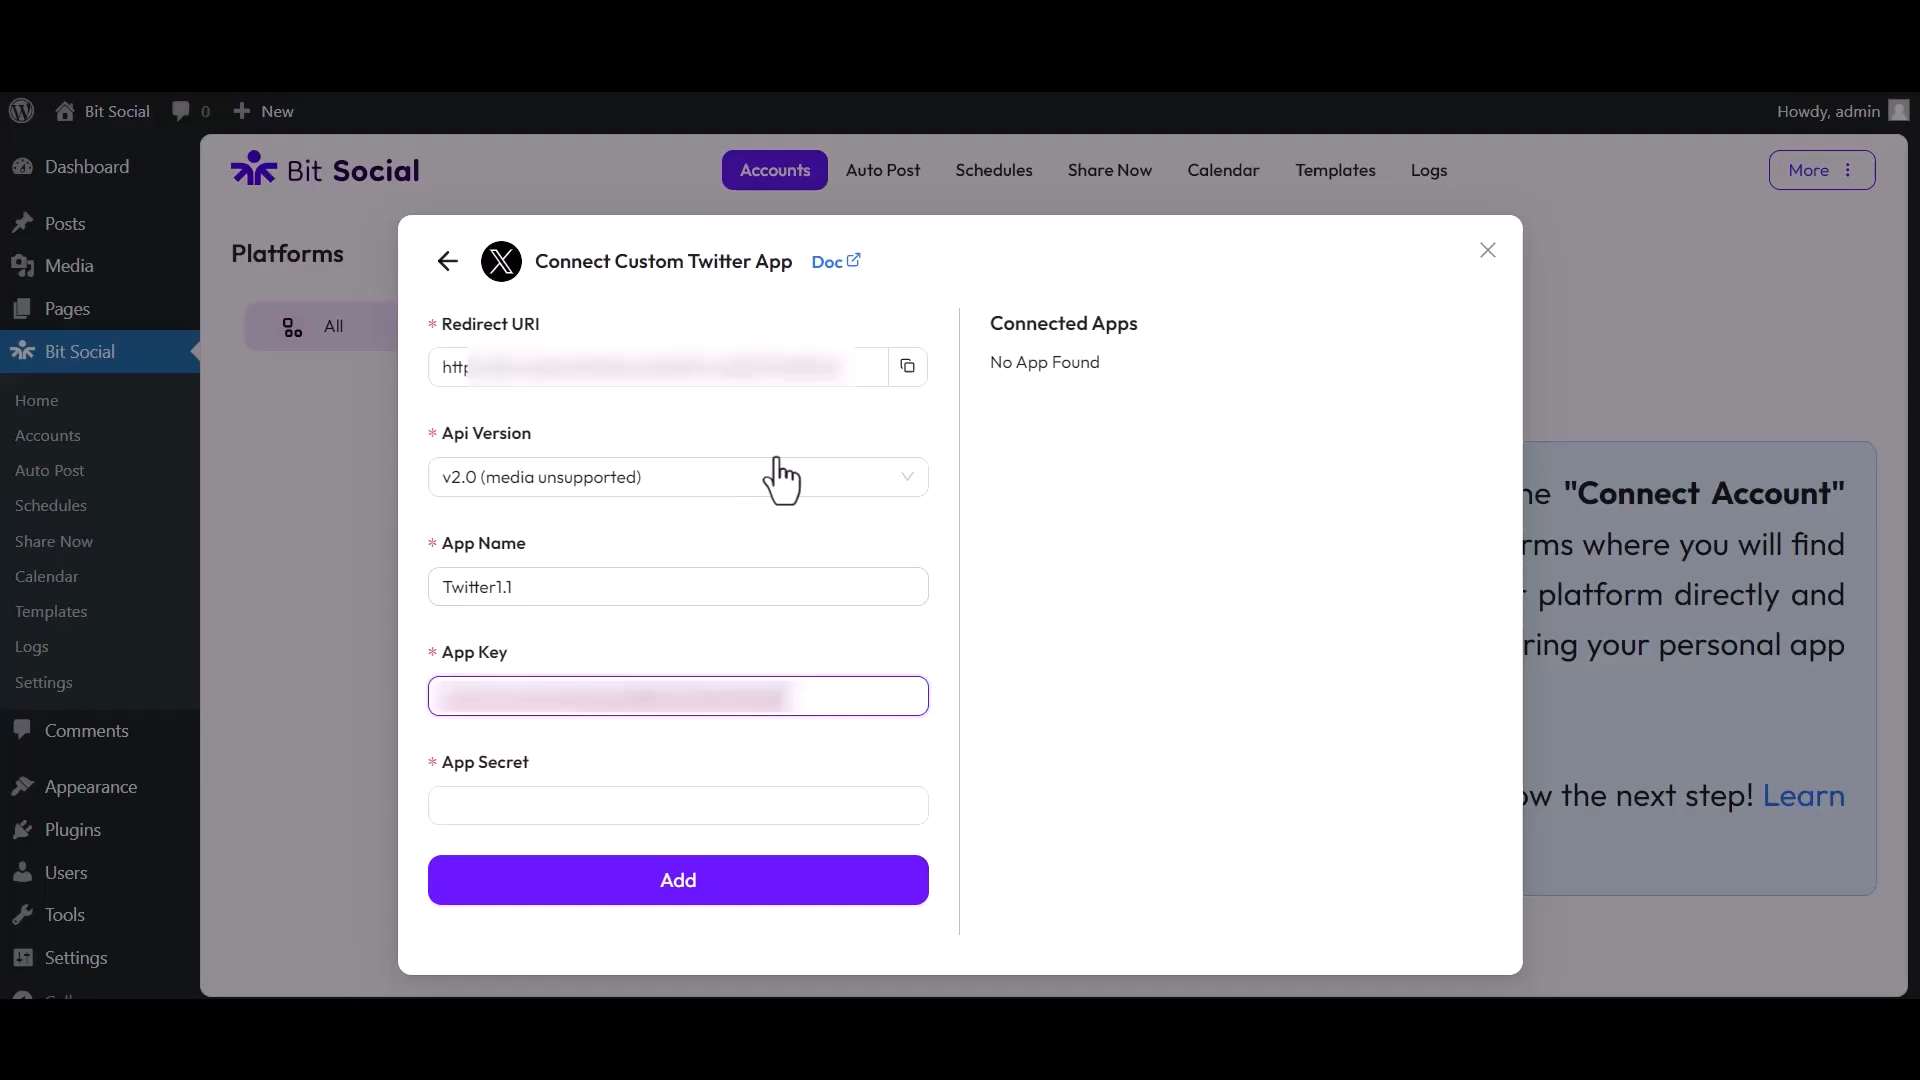 Bit Social
0
New
Howdy, admin
Dashboard
Posts
Media
Pages
Bit Social
Home
Accounts
Auto Post
Schedules
Share Now
Calendar
Templates
Logs
Settings
Comments
Appearance
Plugins
Users
Tools
Settings
Bit Social
Accounts
Auto Post
Schedules
Share Now
Calendar
Templates
Logs
More
Platforms
All
Connect Custom Twitter App
Doc
* Redirect URI
http
* Api Version
v2.0 (media unsupported)
* App Name
Twitter1.1
* App Key
* App Secret
Add
Connected Apps
No App Found
"Connect Account"
where you will find
platform directly and
your personal app
the next step! Learn